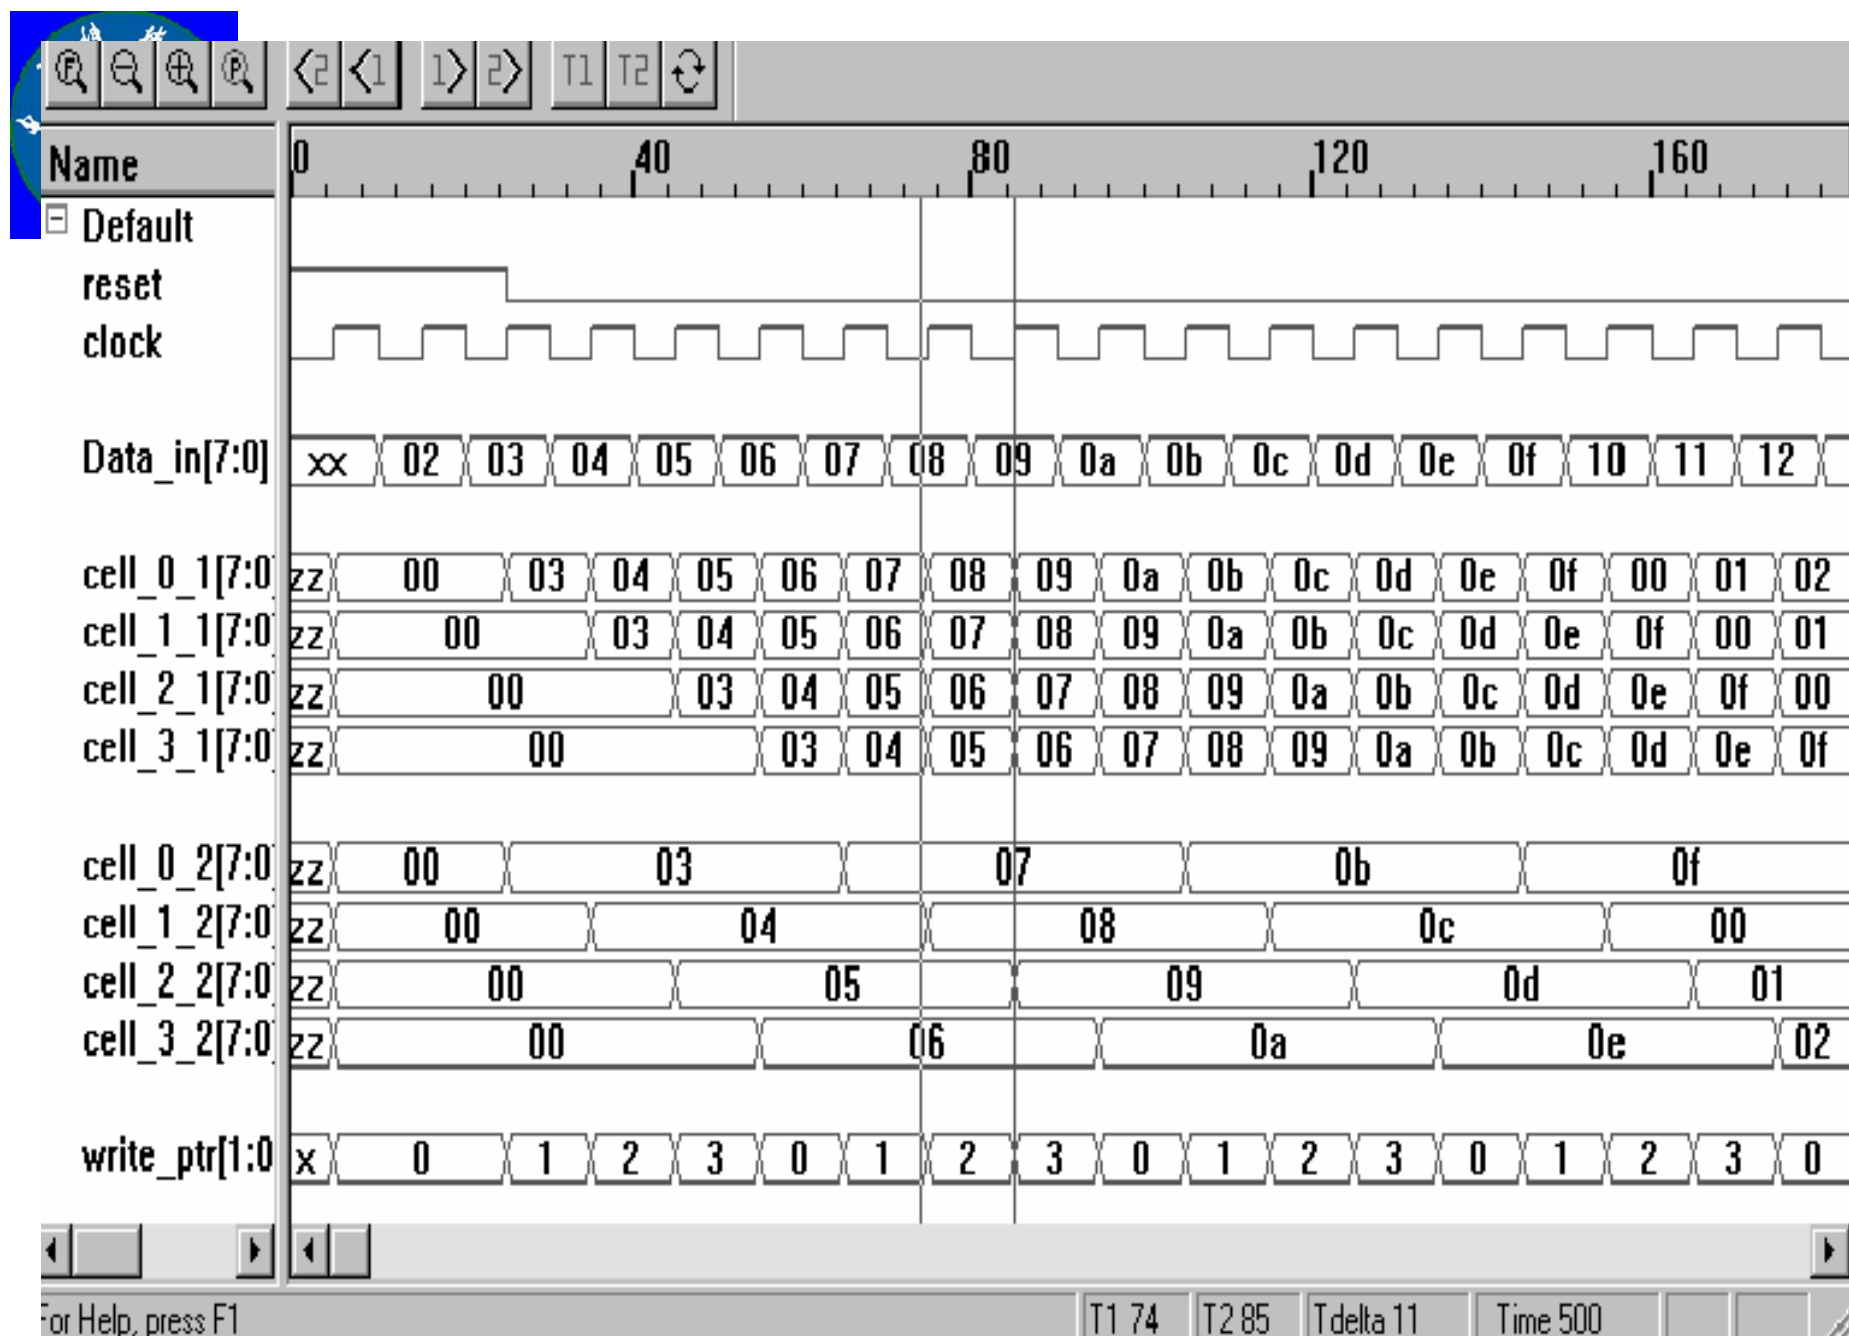 2 1 1 2 T1 T2
Name 0 40 80 120 160
Default
reset
clock
Data_in[7:0] xx 02 03 04 05 06 07 08 09 0a 0b 0c 0d 0e 0f 10 11 12
cell_0_1[7:0] zz 00 03 04 05 06 07 08 09 0a 0b 0c 0d 0e 0f 00 01 02
cell_1_1[7:0] zz 00 03 04 05 06 07 08 09 0a 0b 0c 0d 0e 0f 00 01
cell_2_1[7:0] zz 00 03 04 05 06 07 08 09 0a 0b 0c 0d 0e 0f 00
cell_3_1[7:0] zz 00 03 04 05 06 07 08 09 0a 0b 0c 0d 0e 0f
cell_0_2[7:0] zz 00 03 07 0b 0f
cell_1_2[7:0] zz 00 04 08 0c 00
cell_2_2[7:0] zz 00 05 09 0d 01
cell_3_2[7:0] zz 00 06 0a 0e 02
write_ptr[1:0 x 0 1 2 3 0 1 2 3 0 1 2 3 0 1 2 3 0
For Help, press F1 T1 74 T2 85 Tdelta 11 Time 500